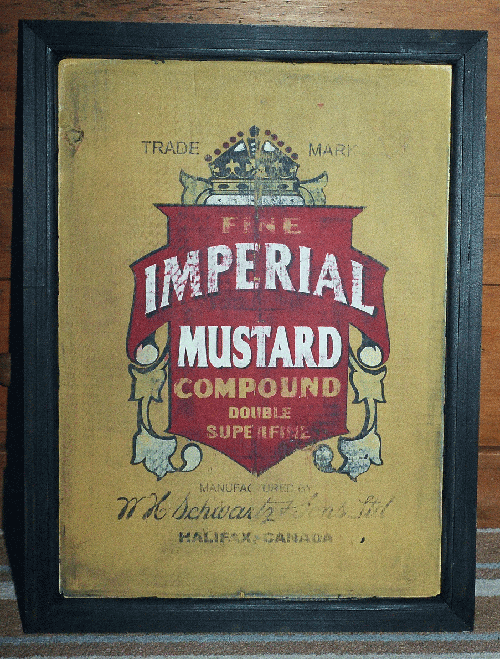 TRADE MARK
FINE
IMPERIAL
MUSTARD
COMPOUND
DOUBLE
SUPERFINE
MANUFACTURED BY
W H Schwartz & Sons Ltd
HALIFAX, CANADA